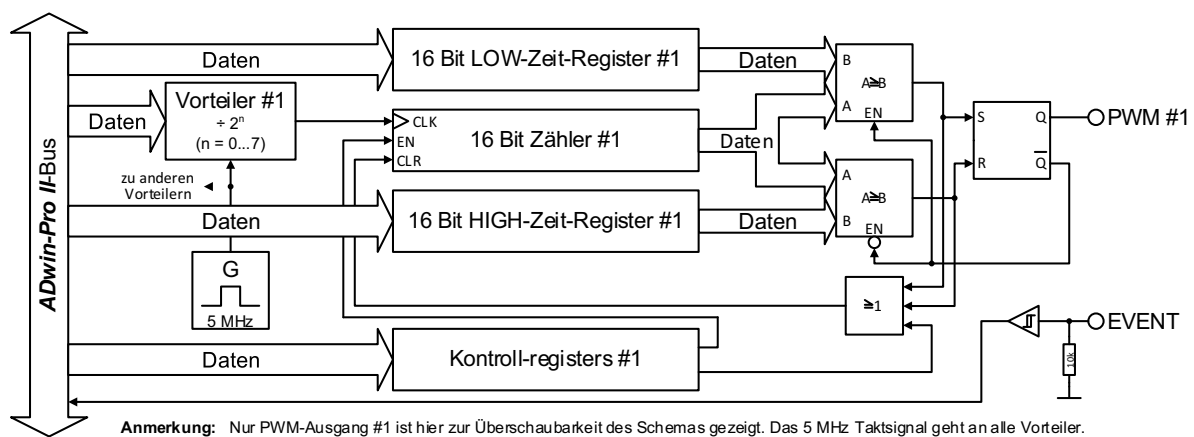 ADwin-Pro II-Bus
Daten
16 Bit LOW-Zeit-Register #1
Daten
B
A≥B
A
EN
Daten
Vorteiler #1
÷ 2ⁿ
(n = 0...7)
CLK
EN
CLR
16 Bit Zähler #1
Daten
S
Q
R
Q
PWM #1
zu anderen
Vorteilern
Daten
16 Bit HIGH-Zeit-Register #1
Daten
A
A≥B
B
EN
G
5 MHz
≥1
EVENT
10k
Daten
Kontroll-registers #1
Anmerkung: Nur PWM-Ausgang #1 ist hier zur Überschaubarkeit des Schemas gezeigt. Das 5 MHz Taktsignal geht an alle Vorteiler.